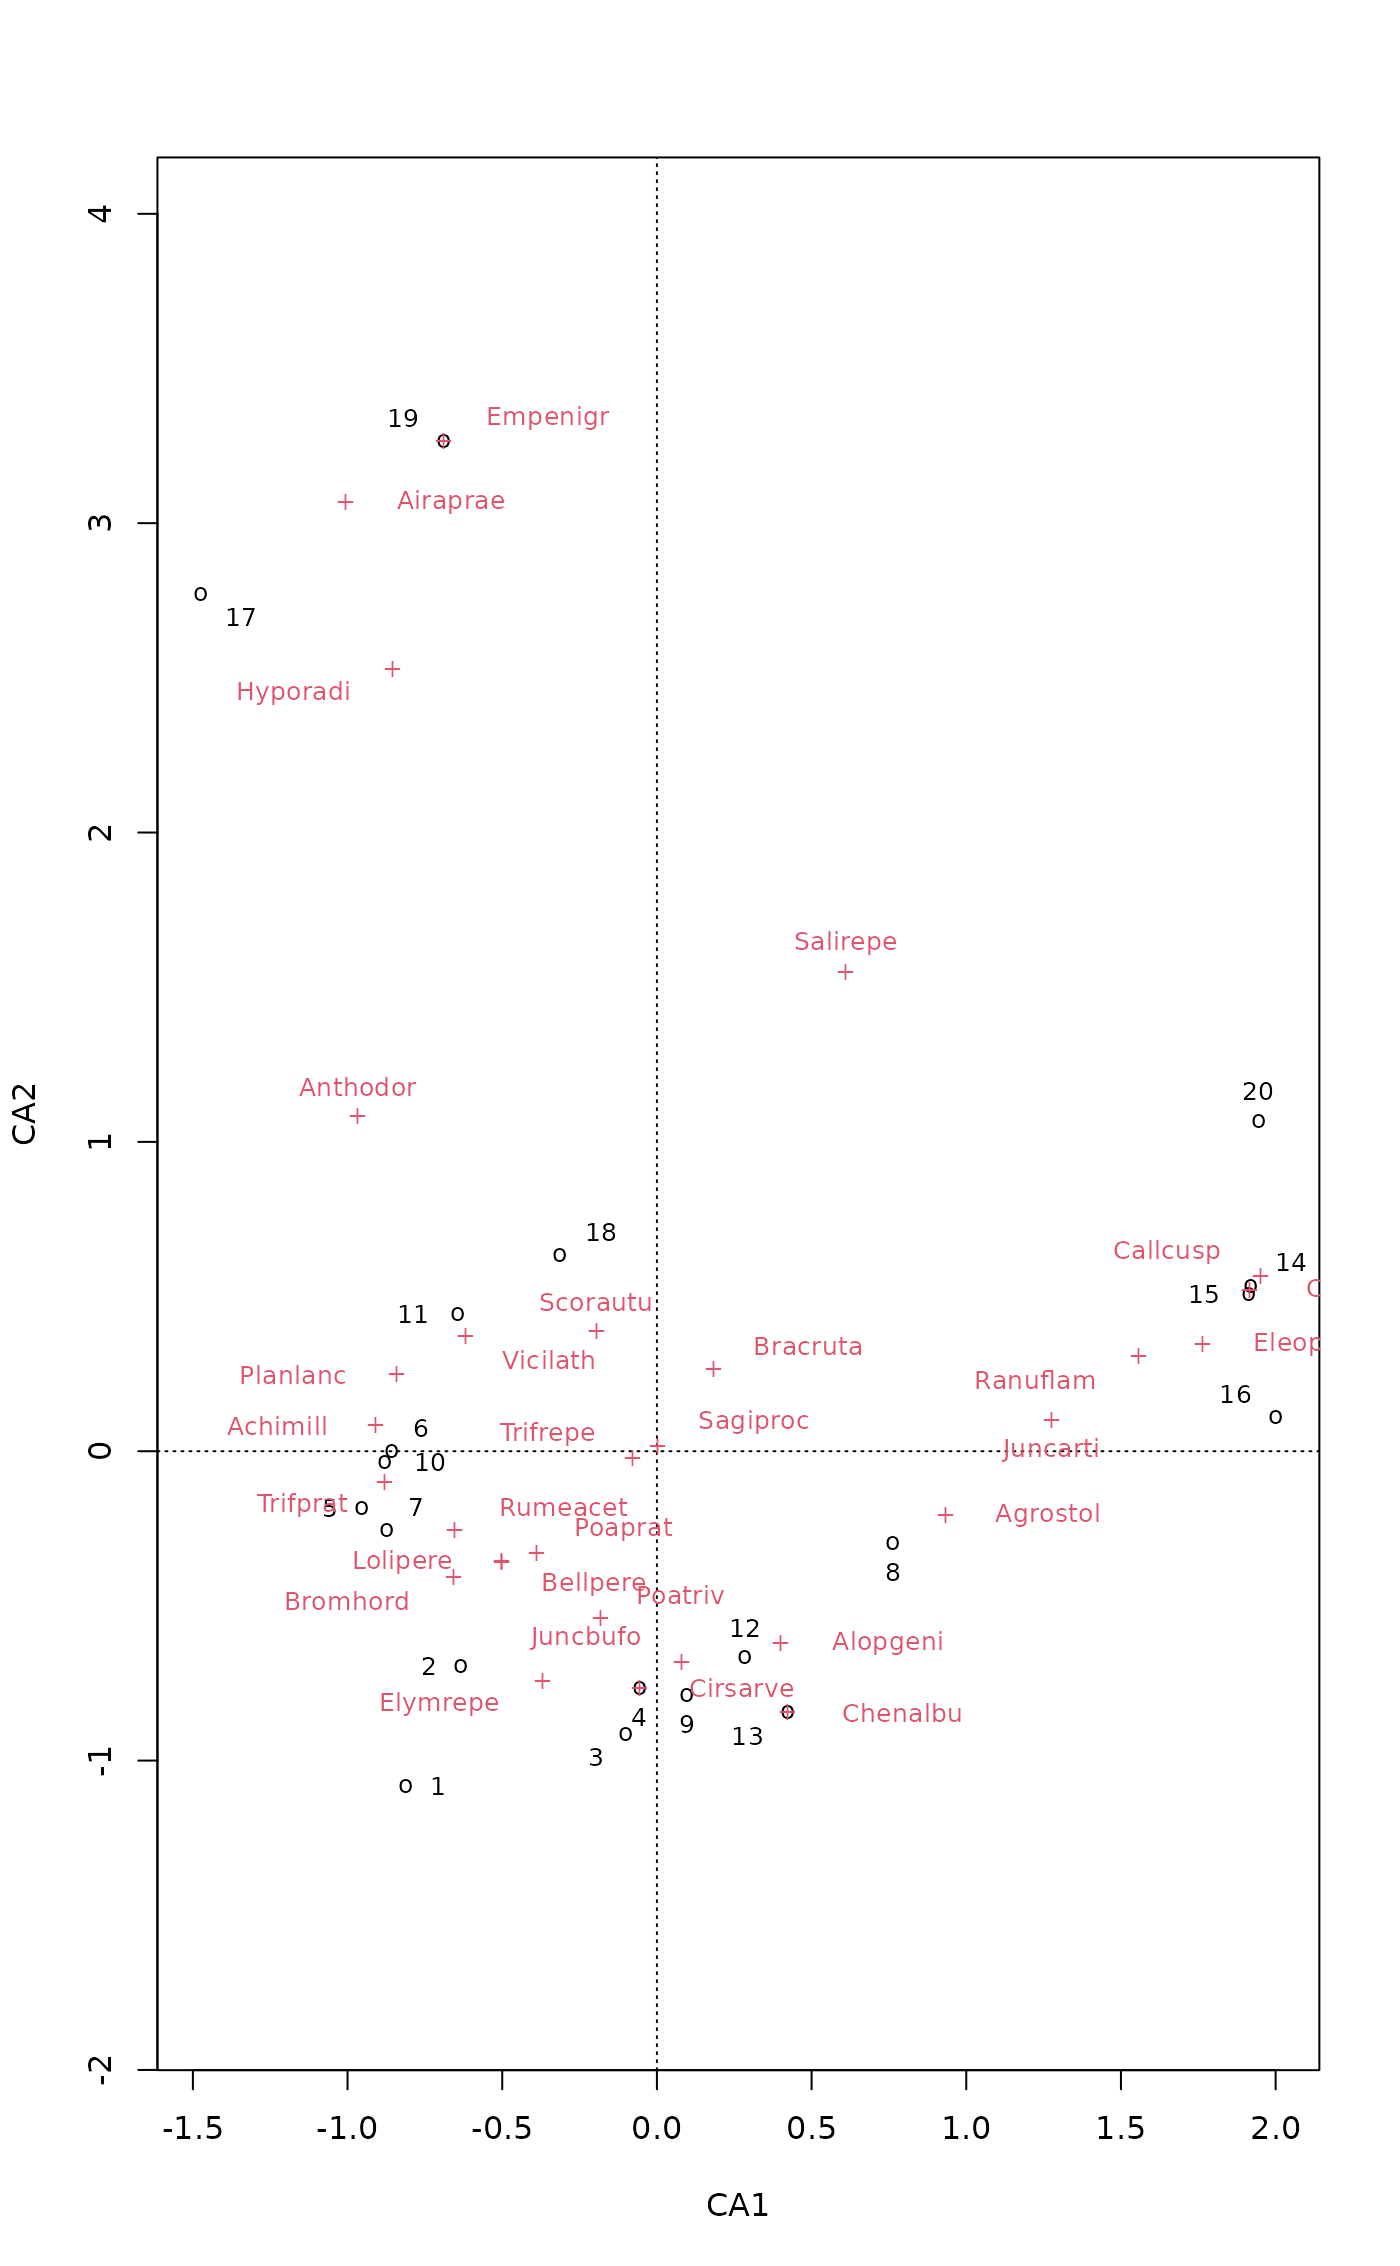 4
19 Empenigr
Airaprae
3
17
Hyporadi
2
Salirepe
Anthodor
20
CA2
1
18
Callcusp 14
15 C
11 Scorautu
Bracruta Eleop
Planlanc Vicilath
Ranuflam
16
Achimill 6 Trifrepe Sagiproc
0
10 Juncarti
Trifprat 5 7 Rumeacet
Poaprat Agrostol
Lolipere 8
Bellpere
Bromhord Poatriv
Juncbufo 12 Alopgeni
2
Elymrepe Cirsarve
4 9 13 Chenalbu
3
-1
1
-2
-1.5 -1.0 -0.5 0.0 0.5 1.0 1.5 2.0
CA1